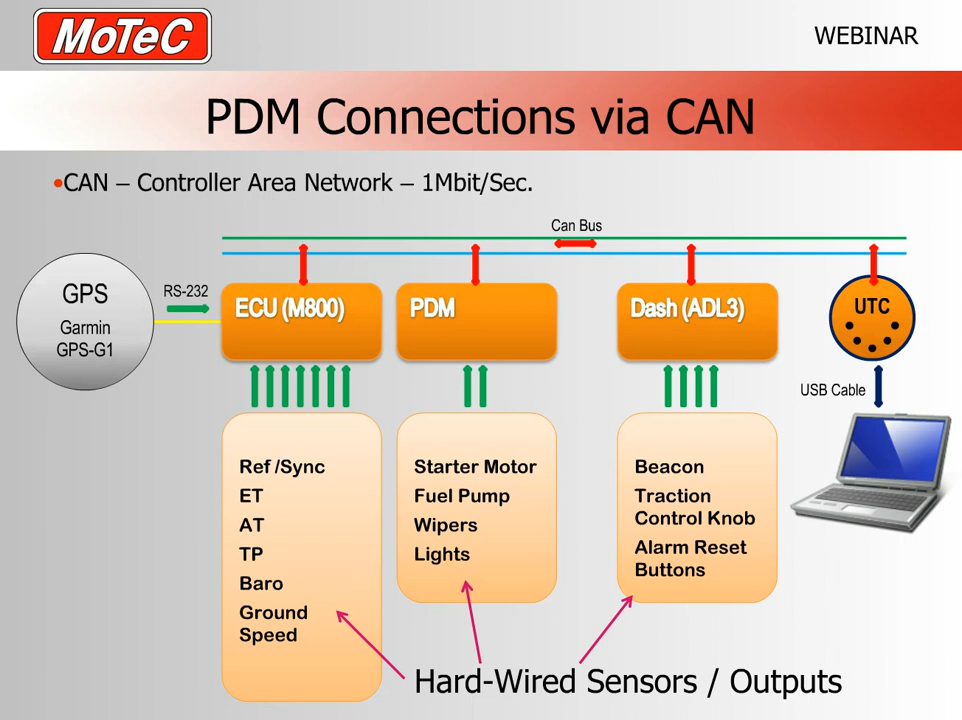 MoTeC
WEBINAR
PDM Connections via CAN
•CAN – Controller Area Network – 1Mbit/Sec.
Can Bus
GPS
Garmin
GPS-G1
RS-232
ECU (M800)
PDM
Dash (ADL3)
UTC
USB Cable
Ref /Sync
ET
AT
TP
Baro
Ground
Speed
Starter Motor
Fuel Pump
Wipers
Lights
Beacon
Traction
Control Knob
Alarm Reset
Buttons
Hard-Wired Sensors / Outputs